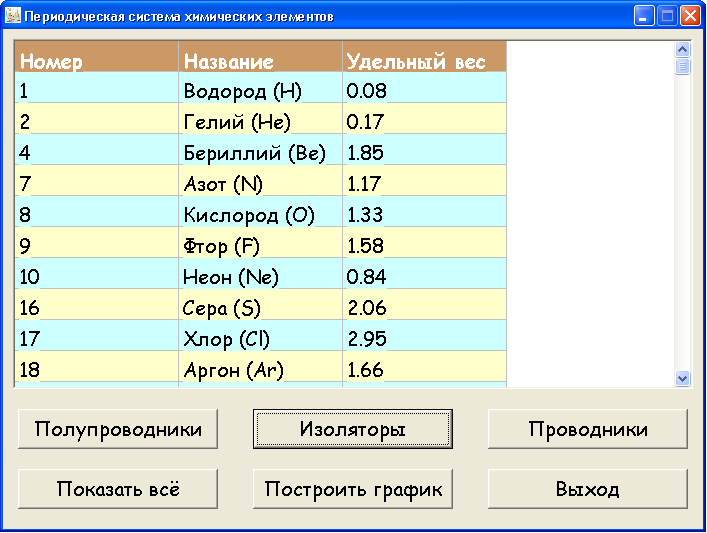 Периодическая система химических элементов
Номер Название Удельный вес
1 Водород (H) 0.08
2 Гелий (He) 0.17
4 Бериллий (Be) 1.85
7 Азот (N) 1.17
8 Кислород (O) 1.33
9 Фтор (F) 1.58
10 Неон (Ne) 0.84
16 Сера (S) 2.06
17 Хлор (Cl) 2.95
18 Аргон (Ar) 1.66
Полупроводники Изоляторы Проводники
Показать всё Построить график Выход